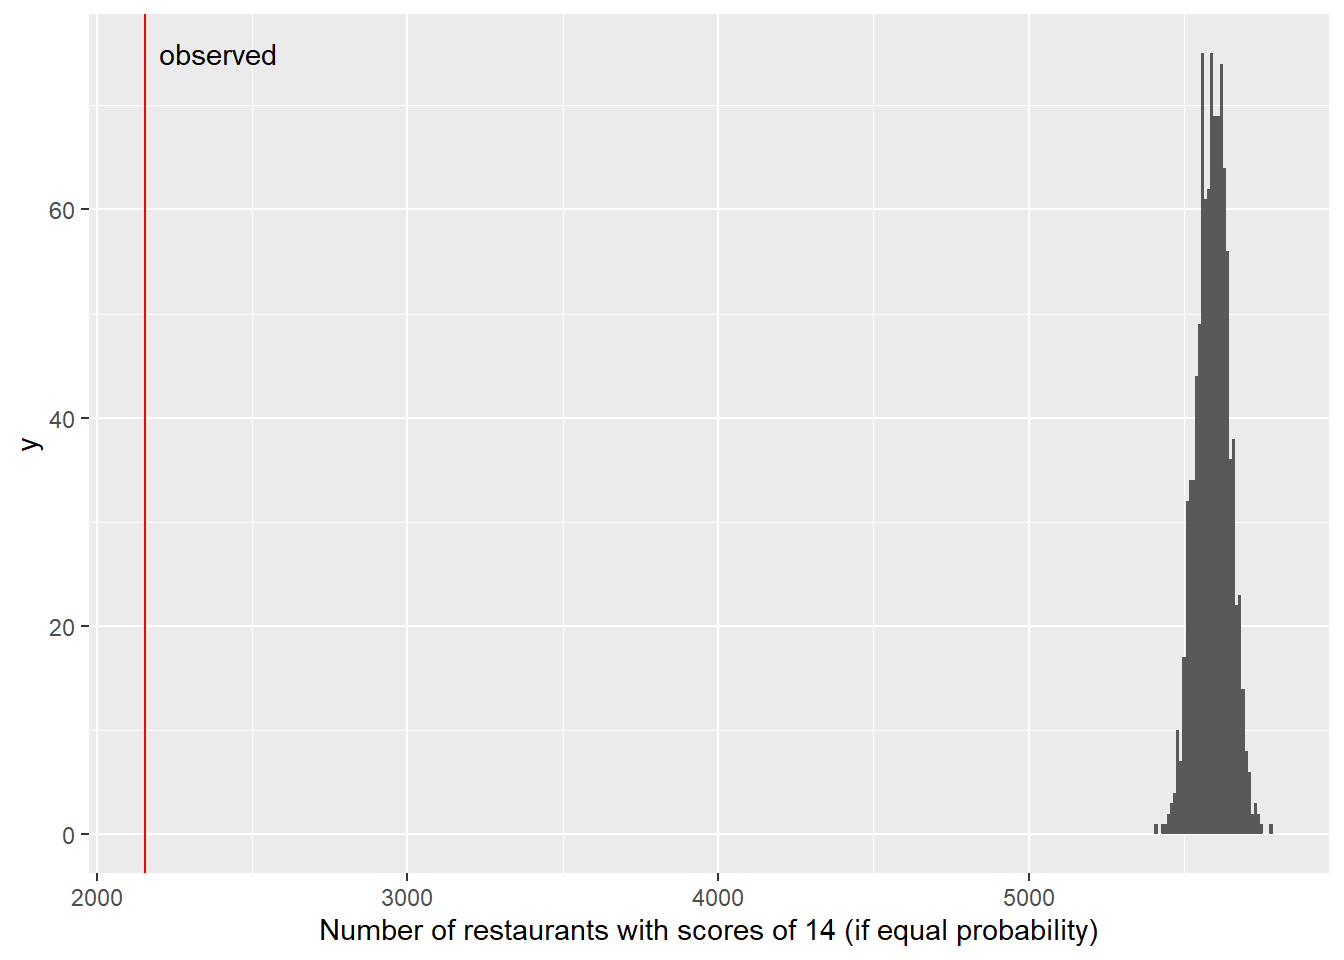 observed
60
40
20
0
y
2000 3000 4000 5000
Number of restaurants with scores of 14 (if equal probability)